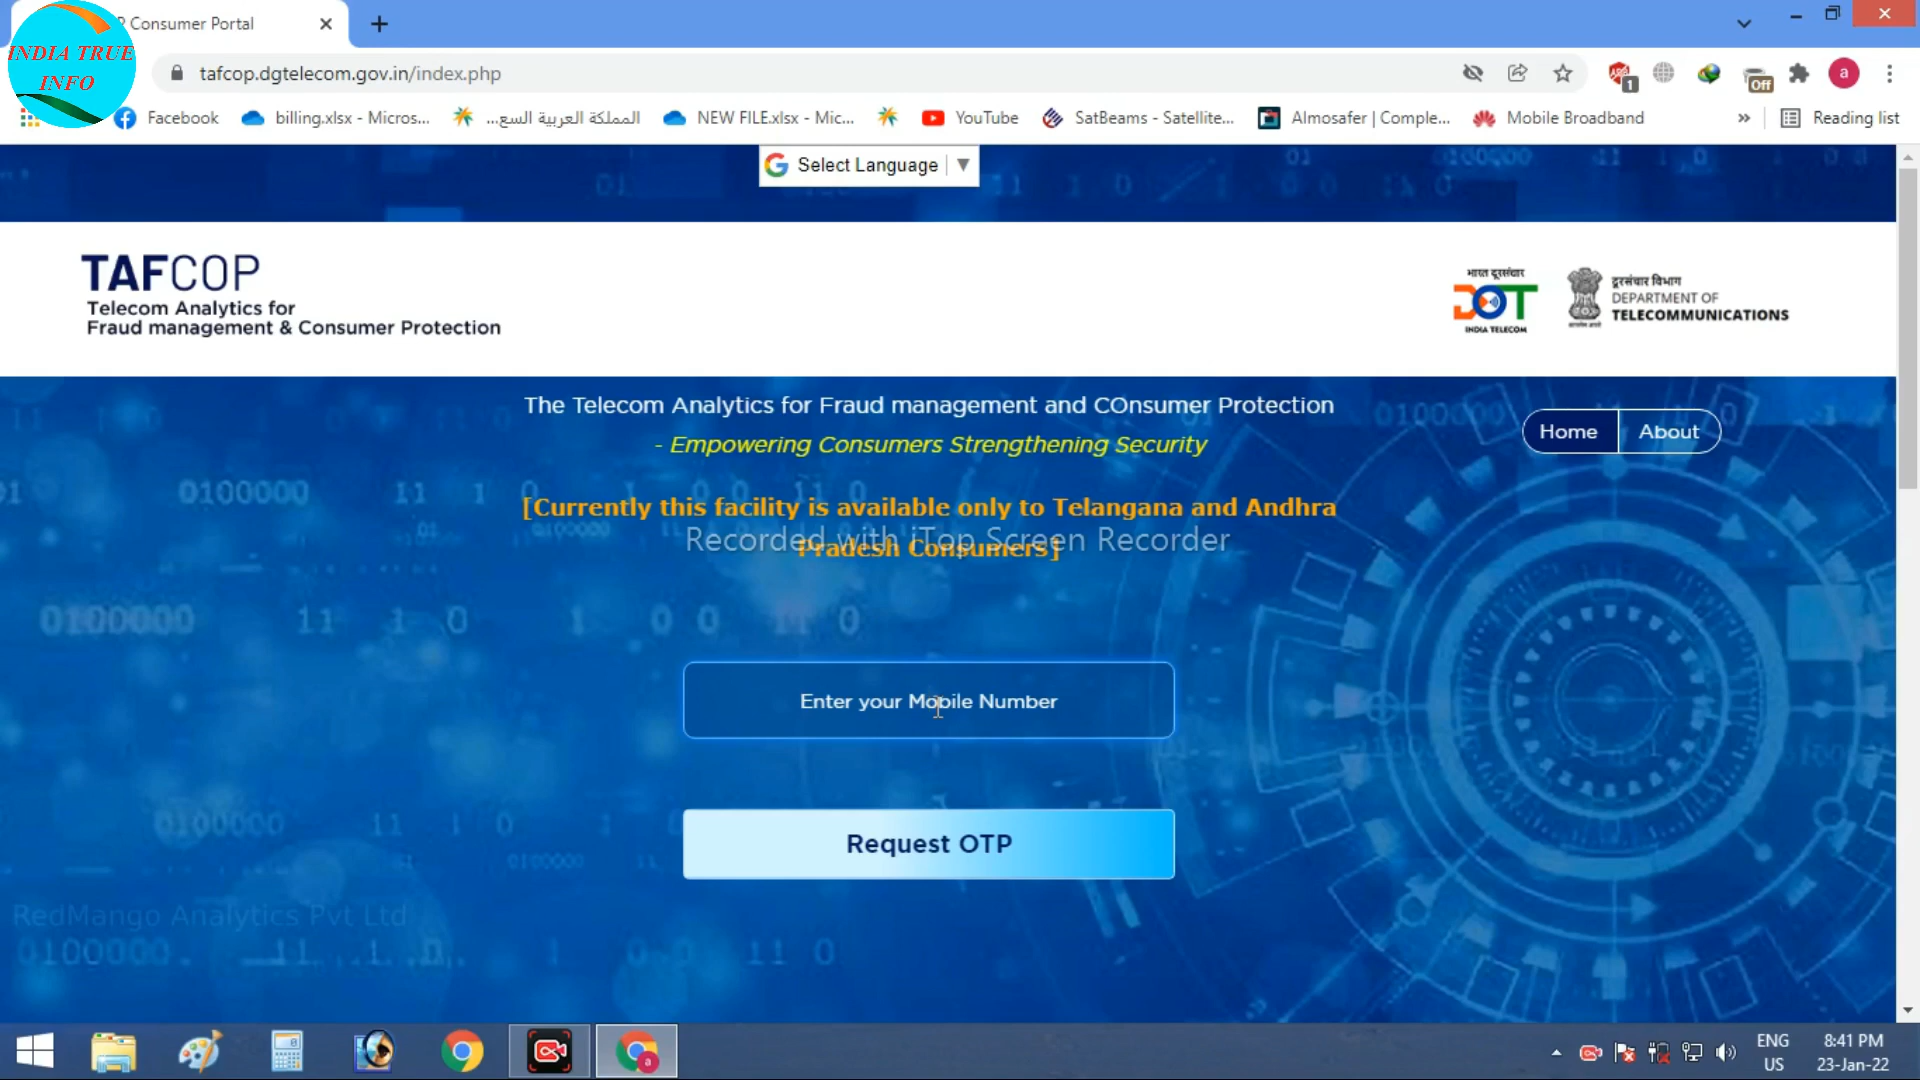 INDIA TRUE
INFO
Consumer Portal
tafcop.dgtelecom.gov.in/index.php
1
Off
a
Facebook
billing.xlsx - Micros...
المملكة العربية السع...
NEW FILE.xlsx - Mic...
YouTube
SatBeams - Satellite...
Almosafer | Comple...
Mobile Broadband
»
Reading list
Select Language
TAFCOP
Telecom Analytics for
Fraud management & Consumer Protection
भारत दूरसंचार
DOT
INDIA TELECOM
दूरसंचार विभाग
DEPARTMENT OF
TELECOMMUNICATIONS
The Telecom Analytics for Fraud management and COnsumer Protection
- Empowering Consumers Strengthening Security
Home
About
[Currently this facility is available only to Telangana and Andhra
Pradesh Consumers]
Recorded with iTop Screen Recorder
Enter your Mobile Number
Request OTP
RedMango Analytics Pvt Ltd
ENG
US
8:41 PM
23-Jan-22